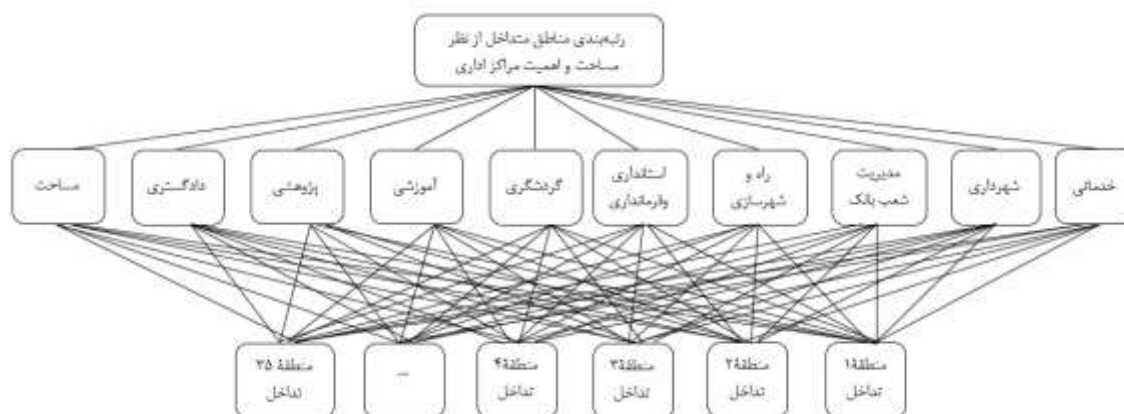 رتبه‌بندی مناطق متداخل از نظر
مساحت و اهمیت مراکز اداری
خدماتی
شهرداری
مدیریت
شعب بانک
راه و
شهرسازی
استانداری
وفرمانداری
گردشگری
آموزشی
پژوهشی
دادگستری
مساحت
منطقهٔ۱
تداخل
منطقهٔ۲
تداخل
منطقهٔ۳
تداخل
منطقهٔ۴
تداخل
...
منطقهٔ ۳۵
تداخل